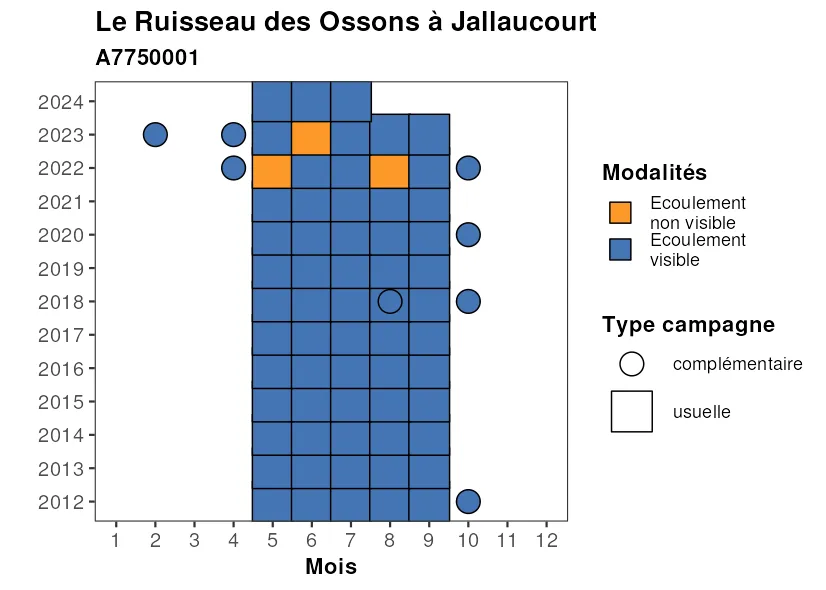 Le Ruisseau des Ossons à Jallaucourt
A7750001
2024
2023
2022
2021
2020
2019
2018
2017
2016
2015
2014
2013
2012
1 2 3 4 5 6 7 8 9 10 11 12
Mois
Modalités
Ecoulement
non visible
Ecoulement
visible
Type campagne
complémentaire
usuelle